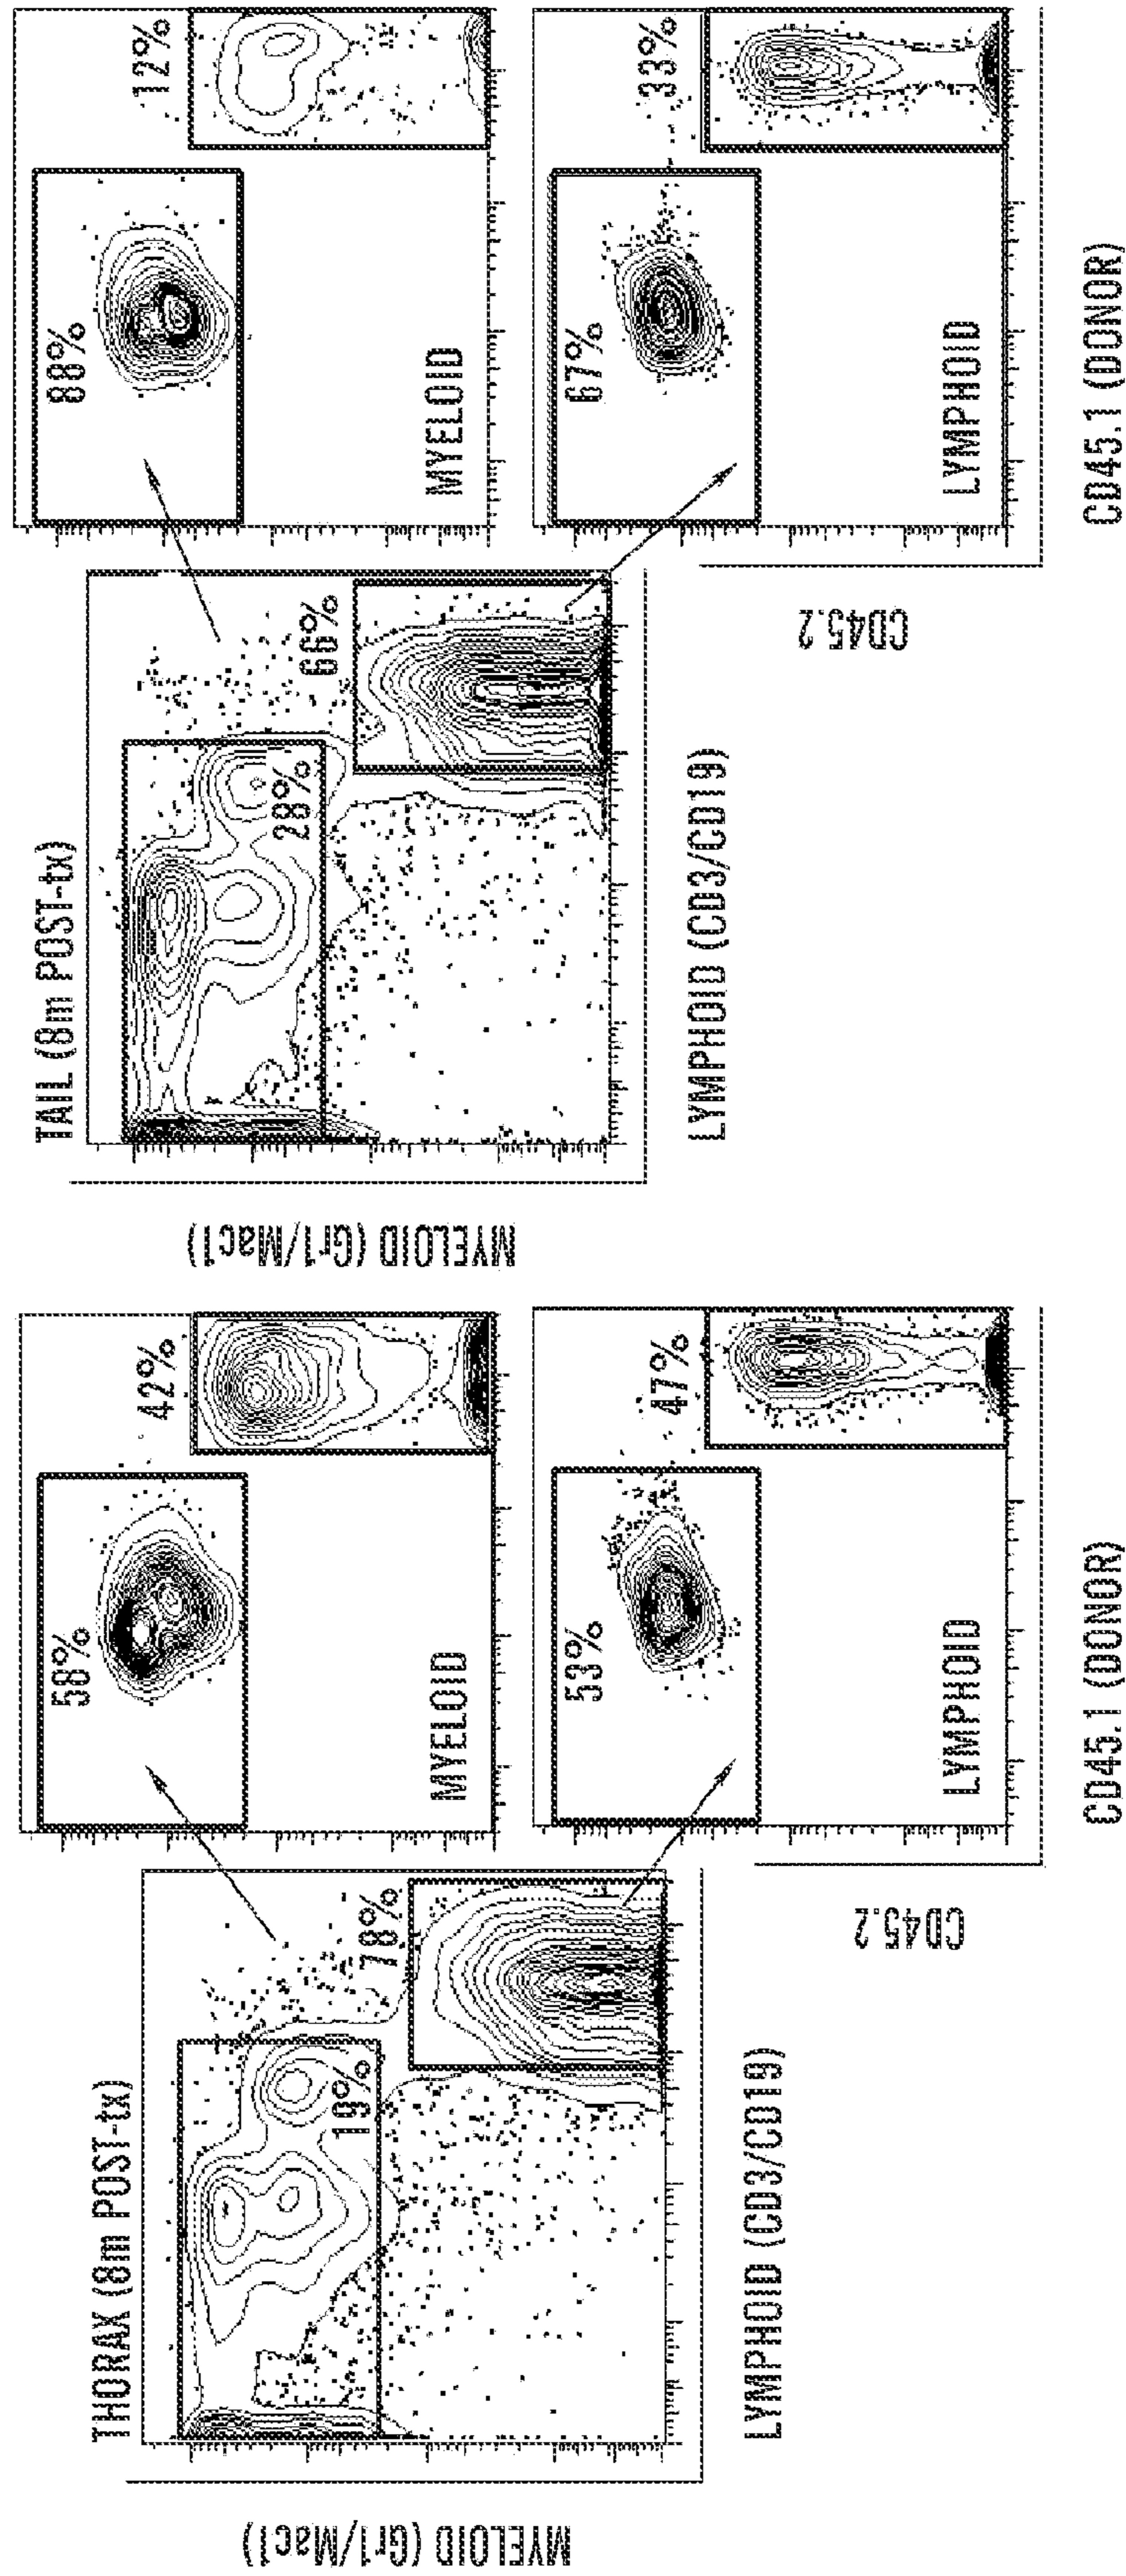 THORAX (8m POST-tx)
MYELOID (Gr1/Mac1)
19%
78%
LYMPHOID (CD3/CD19)
58%
42%
MYELOID
53%
47%
LYMPHOID
CD45.2
CD45.1 (DONOR)
TAIL (8m POST-tx)
MYELOID (Gr1/Mac1)
28%
66%
LYMPHOID (CD3/CD19)
88%
12%
MYELOID
67%
33%
LYMPHOID
CD45.2
CD45.1 (DONOR)